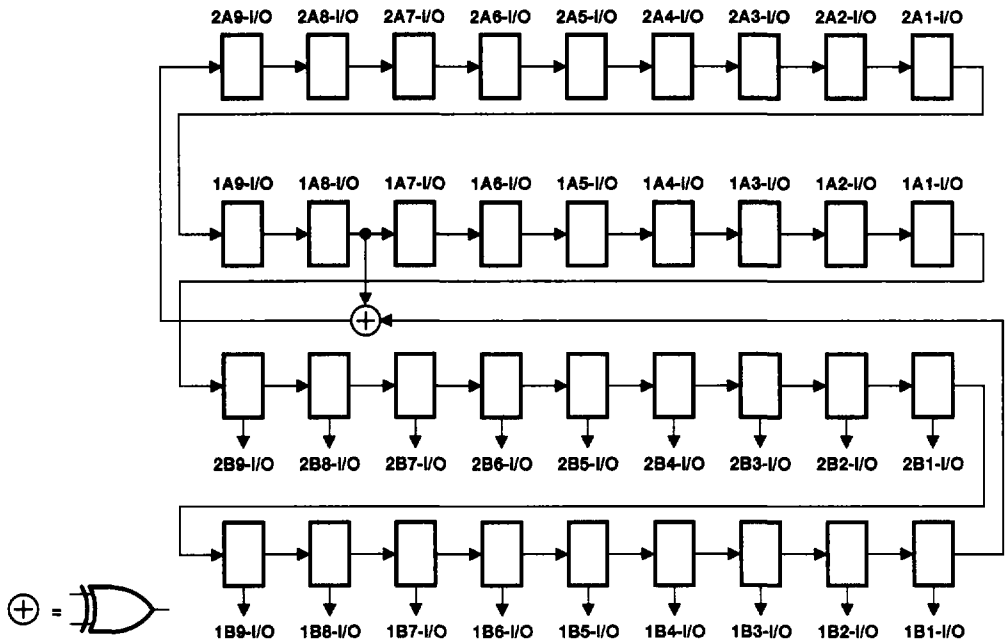 2A9-I/O 2A8-I/O 2A7-I/O 2A6-I/O 2A5-I/O 2A4-I/O 2A3-I/O 2A2-I/O 2A1-I/O
1A9-I/O 1A8-I/O 1A7-I/O 1A6-I/O 1A5-I/O 1A4-I/O 1A3-I/O 1A2-I/O 1A1-I/O
2B9-I/O 2B8-I/O 2B7-I/O 2B6-I/O 2B5-I/O 2B4-I/O 2B3-I/O 2B2-I/O 2B1-I/O
=
1B9-I/O 1B8-I/O 1B7-I/O 1B6-I/O 1B5-I/O 1B4-I/O 1B3-I/O 1B2-I/O 1B1-I/O